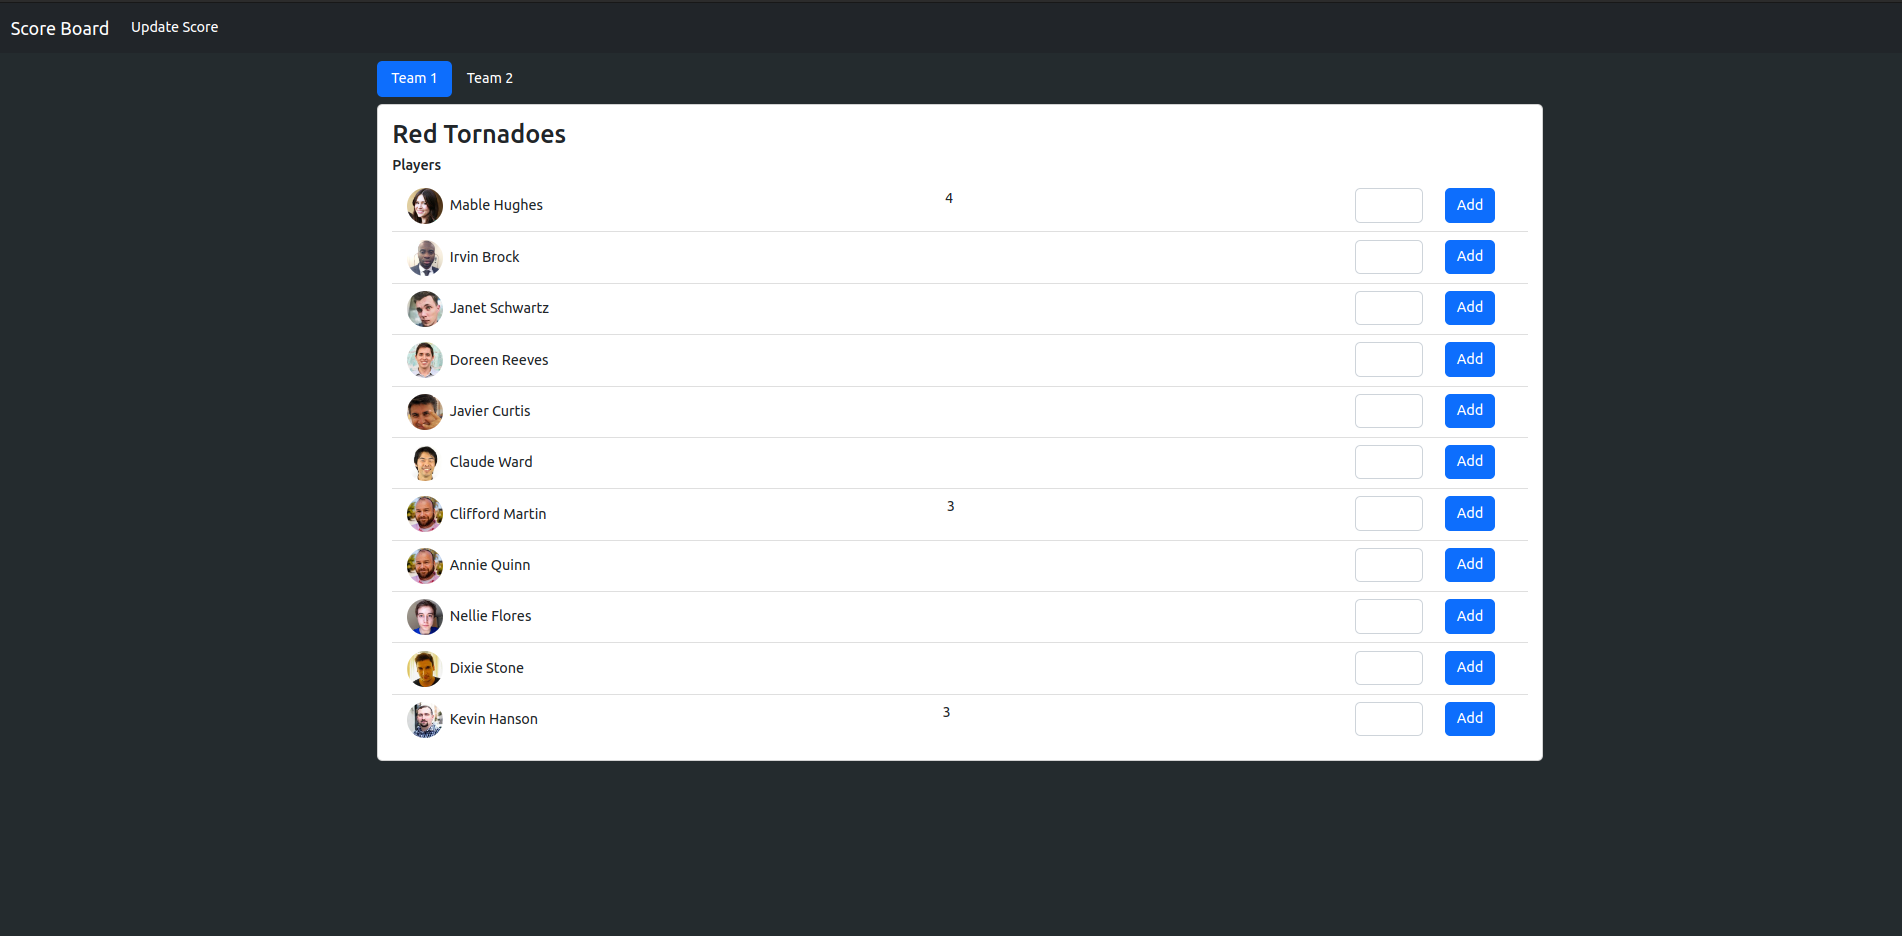 Score Board Update Score
Team 1 Team 2
Red Tornadoes
Players
Mable Hughes 4 Add
Irvin Brock Add
Janet Schwartz Add
Doreen Reeves Add
Javier Curtis Add
Claude Ward Add
Clifford Martin 3 Add
Annie Quinn Add
Nellie Flores Add
Dixie Stone Add
Kevin Hanson 3 Add